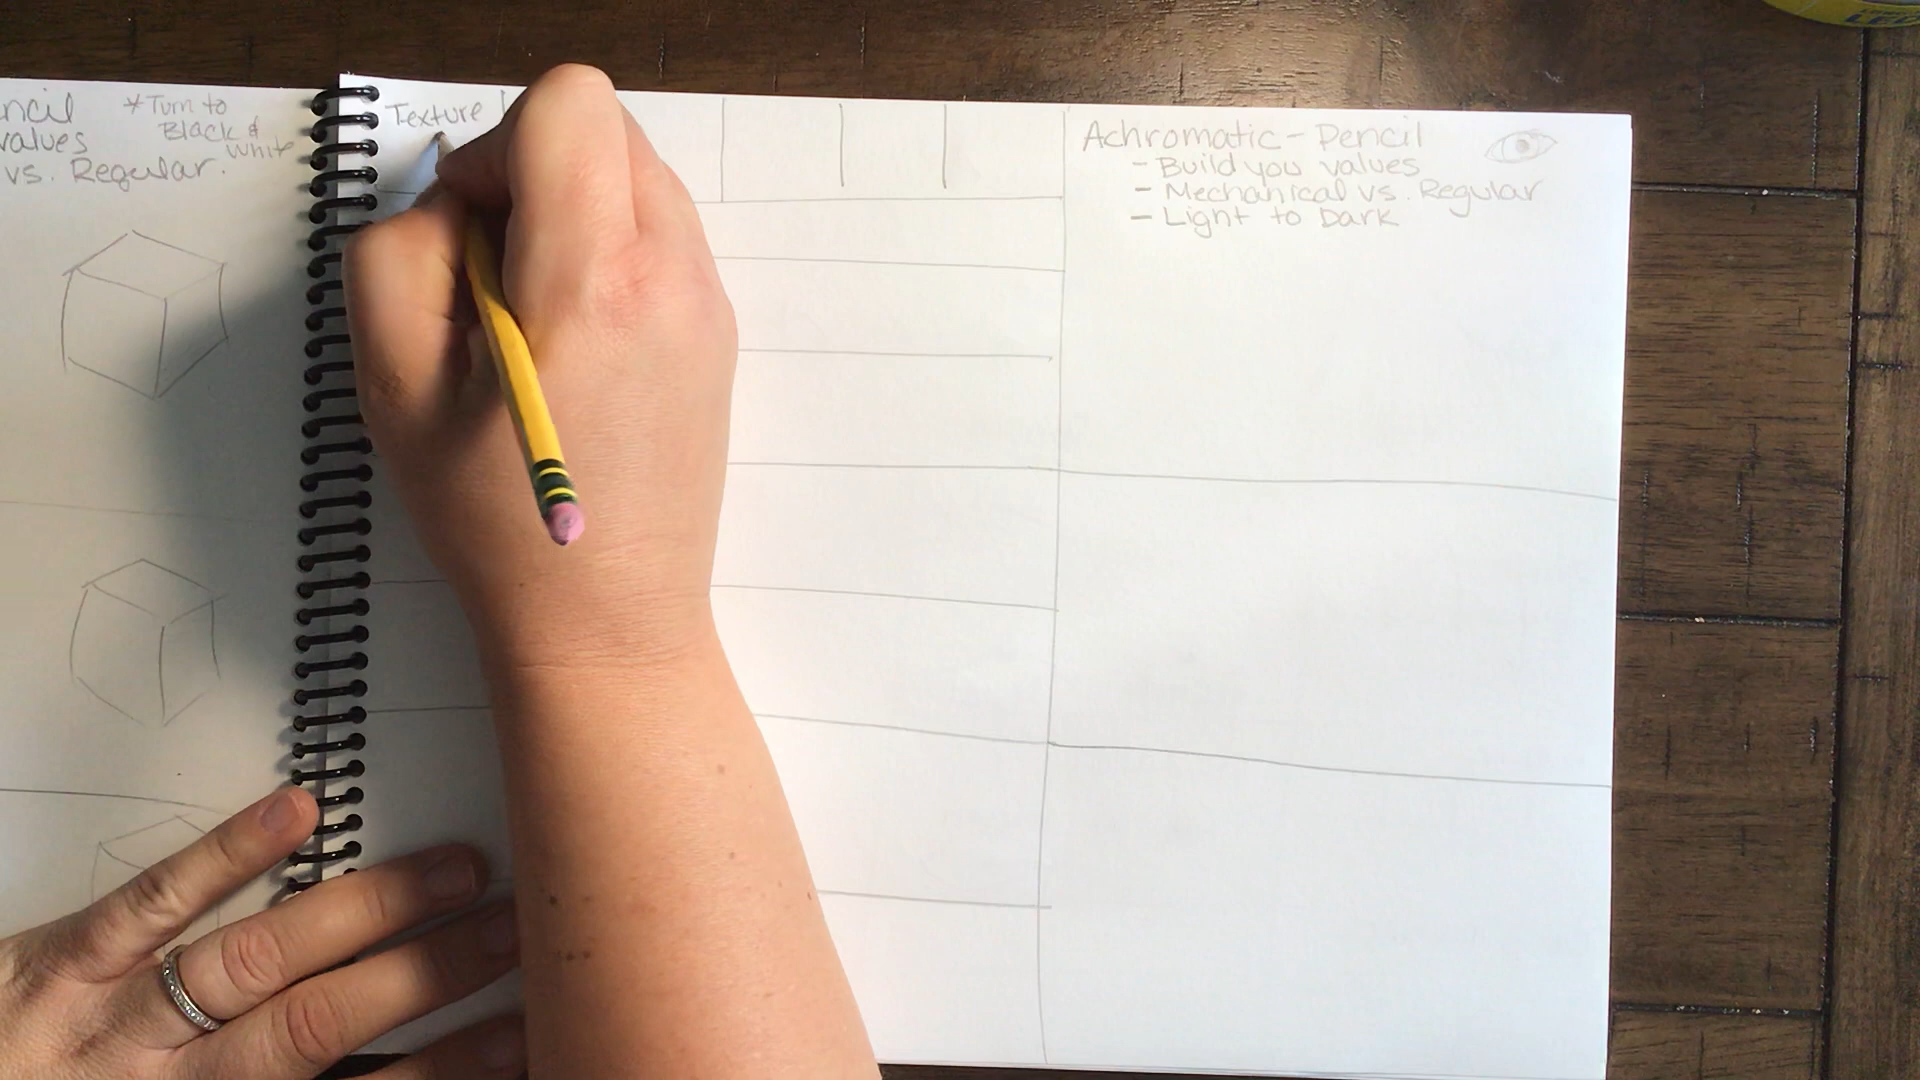 ncil
values
vs. Regular.
* Turn to
Black &
White
Texture
Achromatic - Pencil
- Build you values
- Mechanical vs. Regular
- Light to Dark